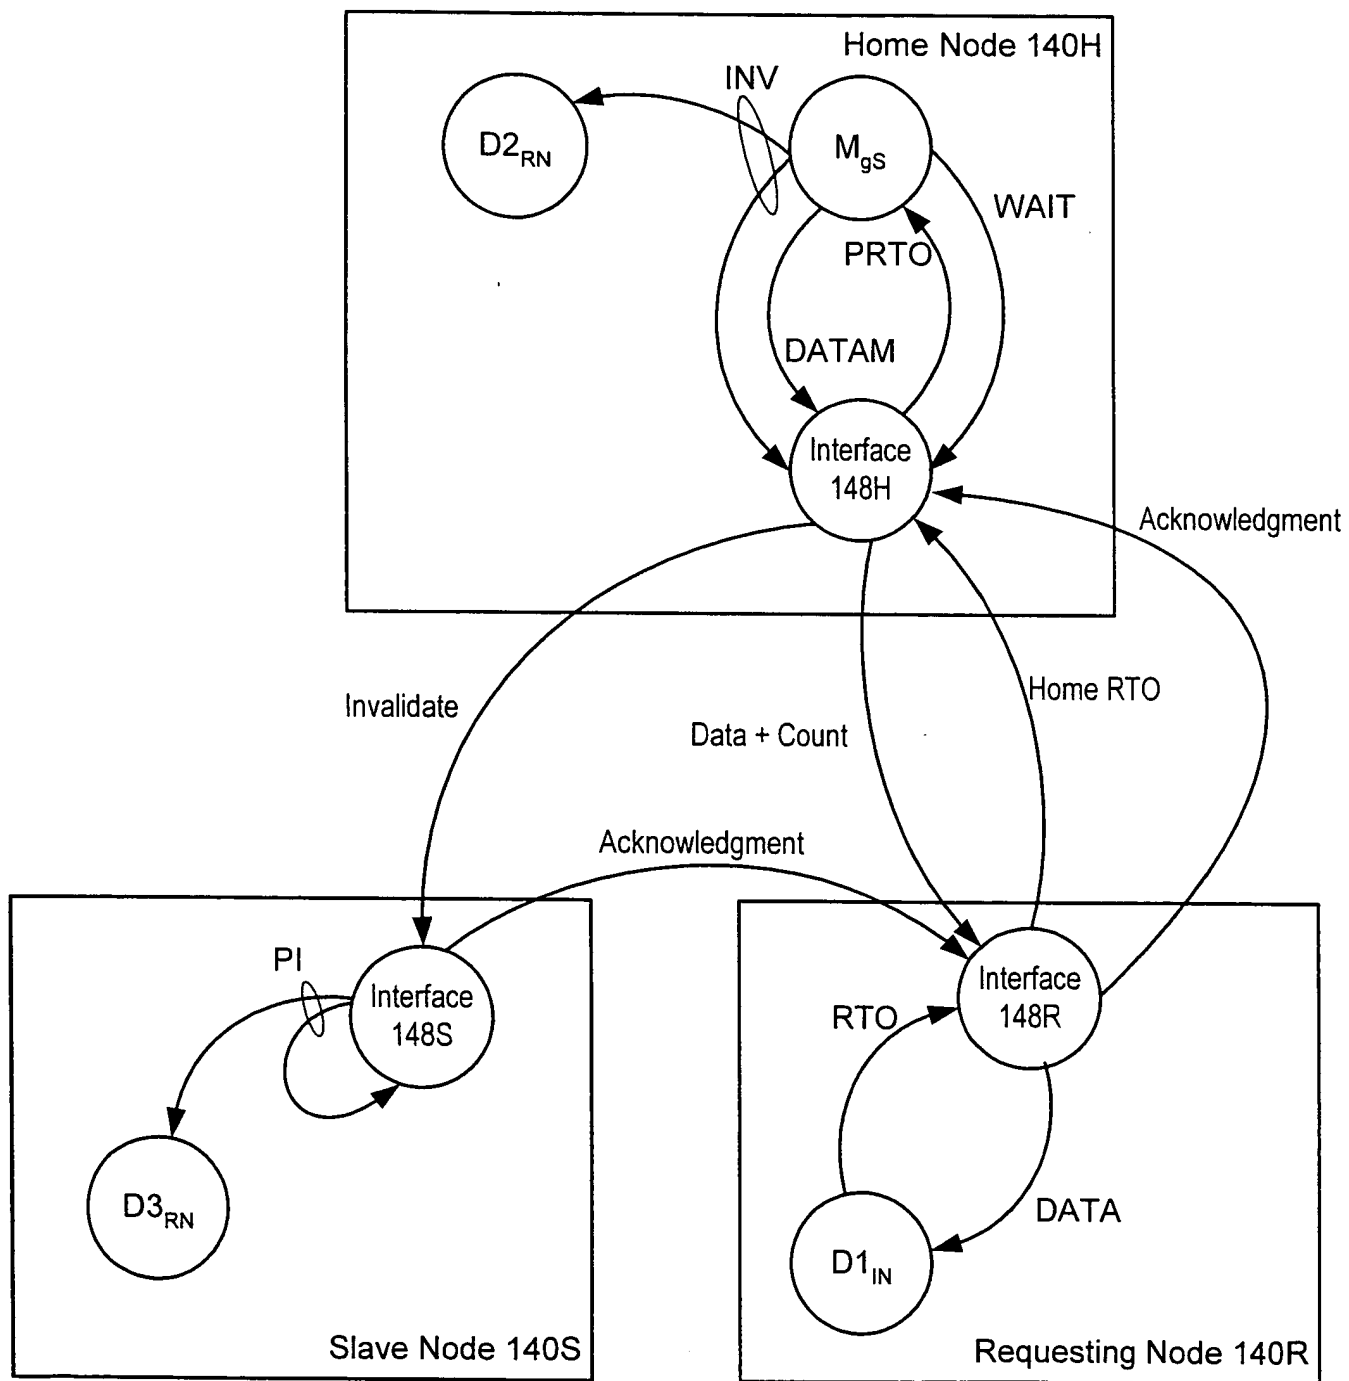 Home Node 140H
INV
D2RN
MgS
WAIT
PRTO
DATAM
Interface
148H
Acknowledgment
Invalidate
Home RTO
Data + Count
Acknowledgment
PI
Interface
148S
Interface
148R
RTO
D3RN
DATA
D1IN
Slave Node 140S
Requesting Node 140R